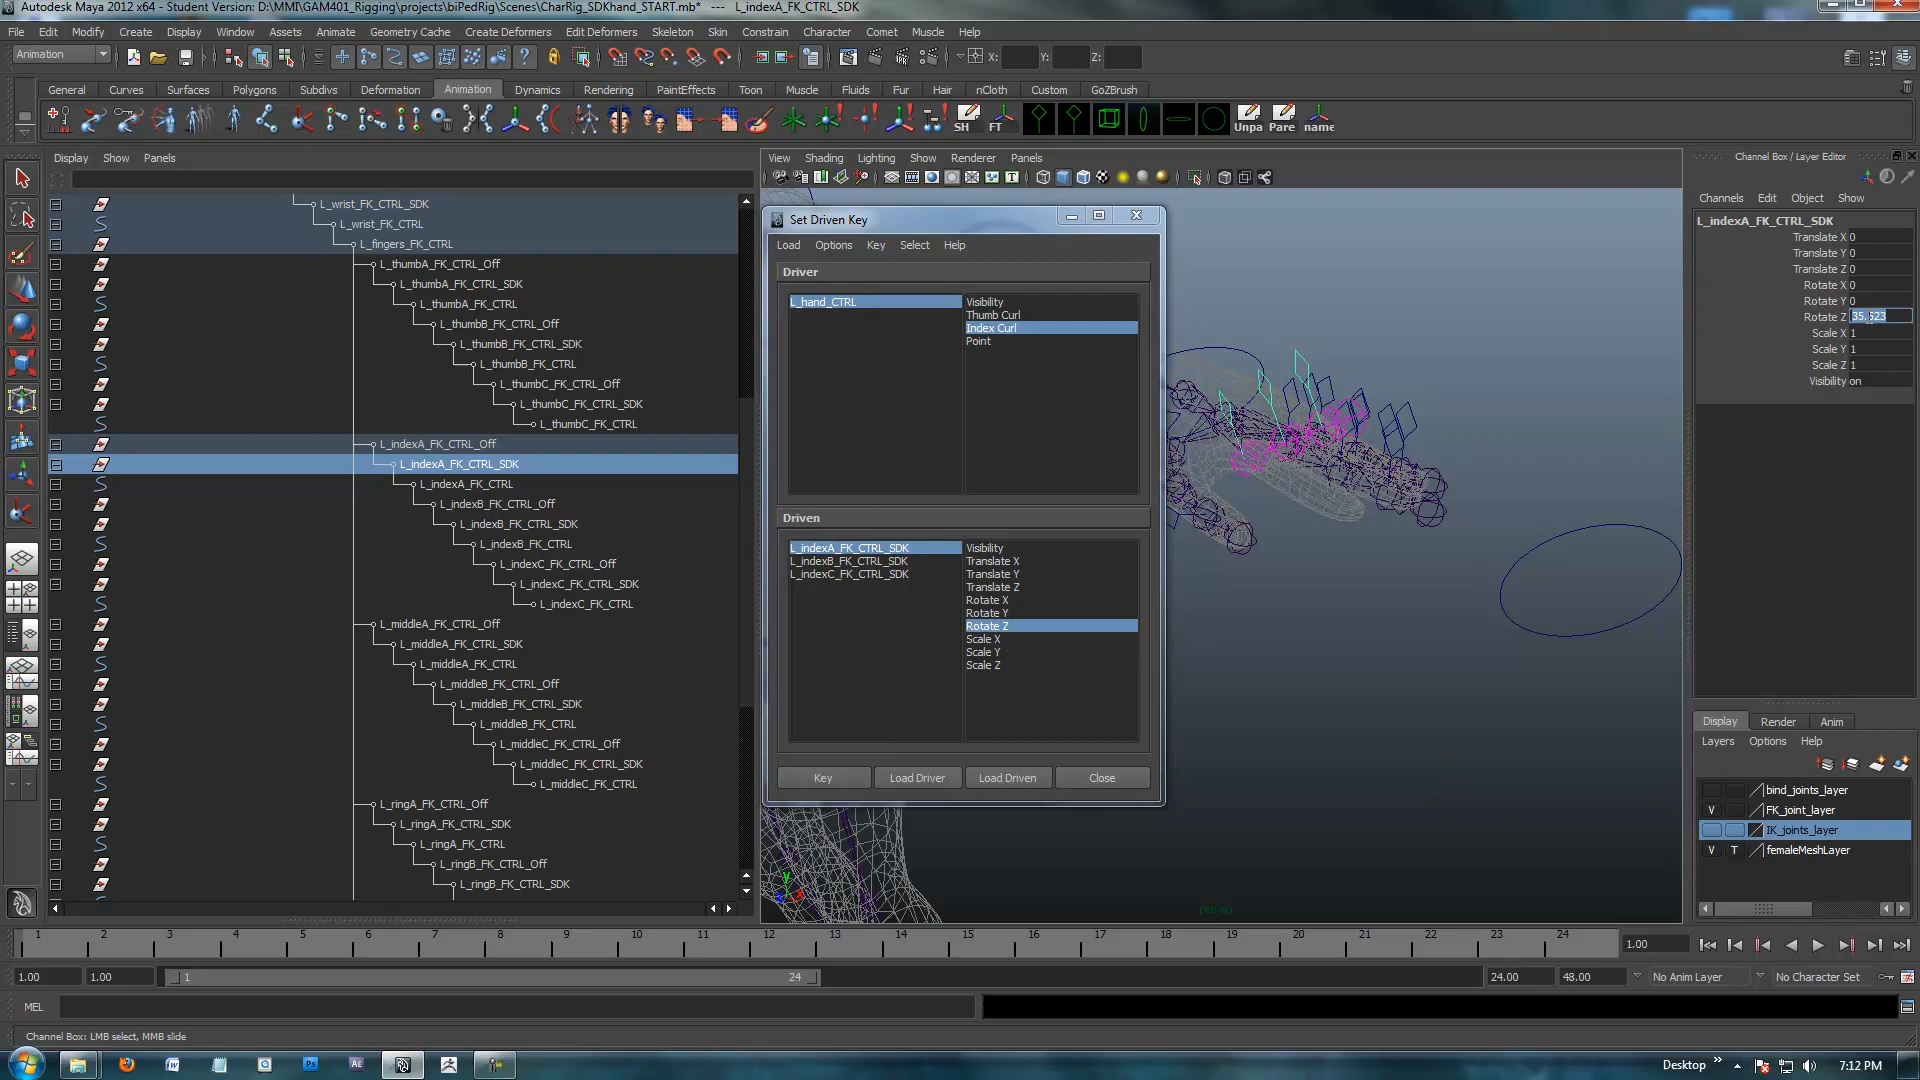 Autodesk Maya 2012 x64 - Student Version: D:\MMI\GAM401_Rigging\projects\biPedRig\Scenes\CharRig_SDKhand_START.mb* --- L_indexA_FK_CTRL_SDK
File Edit Modify Create Display Window Assets Animate Geometry Cache Create Deformers Edit Deformers Skeleton Skin Constrain Character Comet Muscle Help
Animation X: Y: Z:
General Curves Surfaces Polygons Subdivs Deformation Animation Dynamics Rendering PaintEffects Toon Muscle Fluids Fur Hair nCloth Custom GoZBrush
SH FT Unpa Pare name
Display Show Panels
View Shading Lighting Show Renderer Panels
Channel Box / Layer Editor
Channels Edit Object Show
L_indexA_FK_CTRL_SDK
Translate X 0
Translate Y 0
Translate Z 0
Rotate X 0
Rotate Y 0
Rotate Z 35.523
Scale X 1
Scale Y 1
Scale Z 1
Visibility on
L_wrist_FK_CTRL_SDK
L_wrist_FK_CTRL
L_fingers_FK_CTRL
L_thumbA_FK_CTRL_Off
L_thumbA_FK_CTRL_SDK
L_thumbA_FK_CTRL
L_thumbB_FK_CTRL_Off
L_thumbB_FK_CTRL_SDK
L_thumbB_FK_CTRL
L_thumbC_FK_CTRL_Off
L_thumbC_FK_CTRL_SDK
L_thumbC_FK_CTRL
L_indexA_FK_CTRL_Off
L_indexA_FK_CTRL_SDK
L_indexA_FK_CTRL
L_indexB_FK_CTRL_Off
L_indexB_FK_CTRL_SDK
L_indexB_FK_CTRL
L_indexC_FK_CTRL_Off
L_indexC_FK_CTRL_SDK
L_indexC_FK_CTRL
L_middleA_FK_CTRL_Off
L_middleA_FK_CTRL_SDK
L_middleA_FK_CTRL
L_middleB_FK_CTRL_Off
L_middleB_FK_CTRL_SDK
L_middleB_FK_CTRL
L_middleC_FK_CTRL_Off
L_middleC_FK_CTRL_SDK
L_middleC_FK_CTRL
L_ringA_FK_CTRL_Off
L_ringA_FK_CTRL_SDK
L_ringA_FK_CTRL
L_ringB_FK_CTRL_Off
L_ringB_FK_CTRL_SDK
Set Driven Key
Load Options Key Select Help
Driver
L_hand_CTRL
Visibility
Thumb Curl
Index Curl
Point
Driven
L_indexA_FK_CTRL_SDK
L_indexB_FK_CTRL_SDK
L_indexC_FK_CTRL_SDK
Visibility
Translate X
Translate Y
Translate Z
Rotate X
Rotate Y
Rotate Z
Scale X
Scale Y
Scale Z
Key Load Driver Load Driven Close
y x z
persp
Display Render Anim
Layers Options Help
bind_joints_layer
V FK_joint_layer
IK_joints_layer
V T femaleMeshLayer
1 2 3 4 5 6 7 8 9 10 11 12 13 14 15 16 17 18 19 20 21 22 23 24 1.00
1.00 1.00 1 24 24.00 48.00 No Anim Layer No Character Set
MEL
Channel Box: LMB select, MMB slide
W Ps Ae Desktop » 7:12 PM